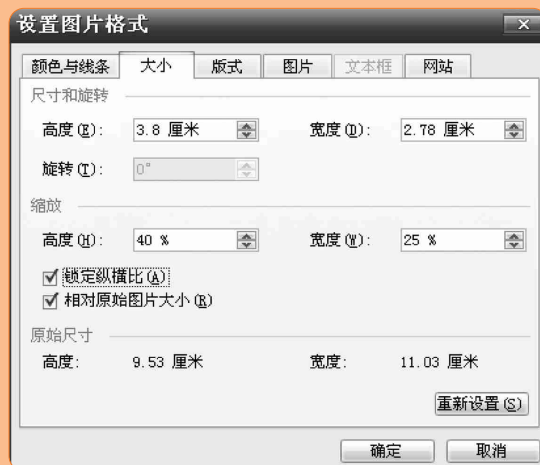 设置图片格式
颜色与线条 大小 版式 图片 文本框 网站
尺寸和旋转
高度(E): 3.8 厘米 宽度(D): 2.78 厘米
旋转(T): 0°
缩放
高度(H): 40 % 宽度(W): 25 %
锁定纵横比(A)
相对原始图片大小(R)
原始尺寸
高度: 9.53 厘米 宽度: 11.03 厘米
重新设置(S)
确定 取消